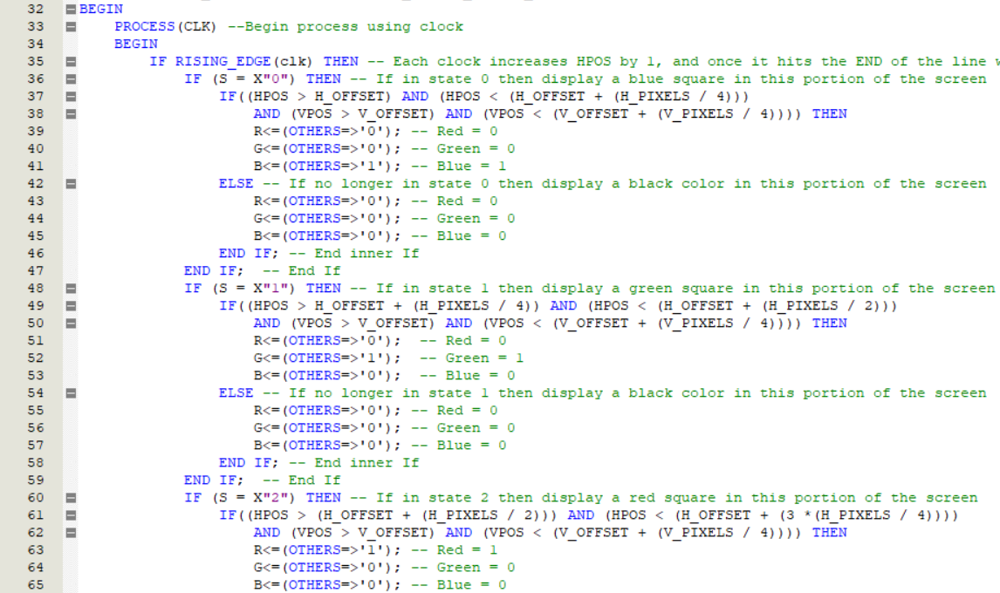 32 BEGIN
33 PROCESS(CLK) --Begin process using clock
34 BEGIN
35 IF RISING_EDGE(clk) THEN -- Each clock increases HPOS by 1, and once it hits the END of the line
36 IF (S = X"0") THEN -- If in state 0 then display a blue square in this portion of the screen
37 IF((HPOS > H_OFFSET) AND (HPOS < (H_OFFSET + (H_PIXELS / 4)))
38 AND (VPOS > V_OFFSET) AND (VPOS < (V_OFFSET + (V_PIXELS / 4)))) THEN
39 R<=(OTHERS=>'0'); -- Red = 0
40 G<=(OTHERS=>'0'); -- Green = 0
41 B<=(OTHERS=>'1'); -- Blue = 1
42 ELSE -- If no longer in state 0 then display a black color in this portion of the screen
43 R<=(OTHERS=>'0'); -- Red = 0
44 G<=(OTHERS=>'0'); -- Green = 0
45 B<=(OTHERS=>'0'); -- Blue = 0
46 END IF; -- End inner If
47 END IF;  -- End If
48 IF (S = X"1") THEN -- If in state 1 then display a green square in this portion of the screen
49 IF((HPOS > H_OFFSET + (H_PIXELS / 4)) AND (HPOS < (H_OFFSET + (H_PIXELS / 2)))
50 AND (VPOS > V_OFFSET) AND (VPOS < (V_OFFSET + (V_PIXELS / 4)))) THEN
51 R<=(OTHERS=>'0');  -- Red = 0
52 G<=(OTHERS=>'1');  -- Green = 1
53 B<=(OTHERS=>'0');  -- Blue = 0
54 ELSE -- If no longer in state 1 then display a black color in this portion of the screen
55 R<=(OTHERS=>'0'); -- Red = 0
56 G<=(OTHERS=>'0'); -- Green = 0
57 B<=(OTHERS=>'0'); -- Blue = 0
58 END IF; -- End inner If
59 END IF;  -- End If
60 IF (S = X"2") THEN -- If in state 2 then display a red square in this portion of the screen
61 IF((HPOS > (H_OFFSET + (H_PIXELS / 2))) AND (HPOS < (H_OFFSET + (3 *(H_PIXELS / 4))))
62 AND (VPOS > V_OFFSET) AND (VPOS < (V_OFFSET + (V_PIXELS / 4)))) THEN
63 R<=(OTHERS=>'1'); -- Red = 1
64 G<=(OTHERS=>'0'); -- Green = 0
65 B<=(OTHERS=>'0'); -- Blue = 0